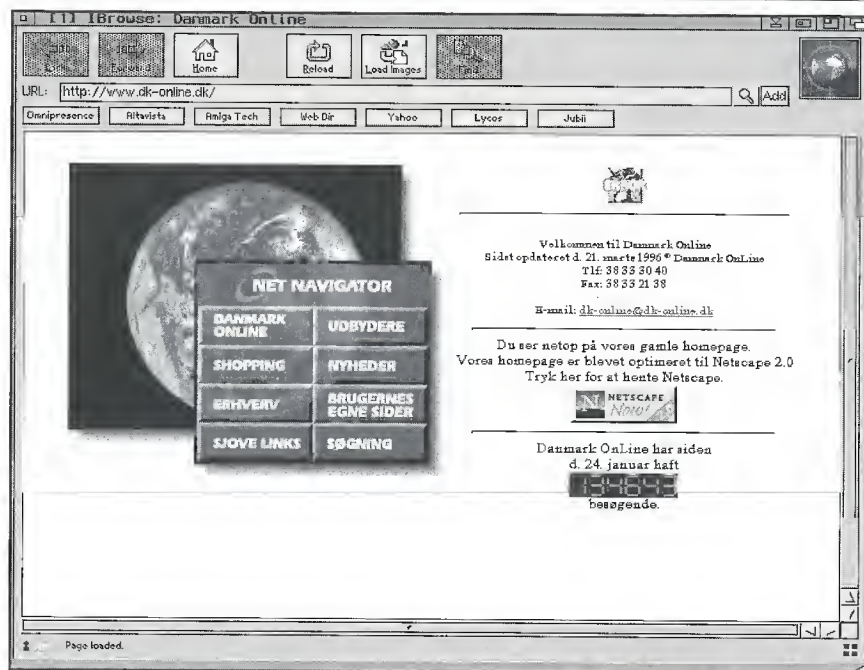 [1] IBrowse: Danmark Online
Home
Reload
Load Images
URL: http://www.dk-online.dk/
Add
Omnipresence
Altavista
Amiga Tech
Web Dir
Yahoo
Lycos
Jubii
NET NAVIGATOR
DANMARK ONLINE
UDBYDERE
SHOPPING
NYHEDER
ERHVERV
BRUGERNES EGNE SIDER
SJOVE LINKS
SØGNING
Velkommen til Danmark Online
Sidst opdateret d. 21. marts 1996 © Danmark OnLine
Tlf: 38 33 30 40
Fax: 38 33 21 38
E-mail: dk-online@dk-online.dk
Du ser netop på vores gamle homepage.
Vores homepage er blevet optimeret til Netscape 2.0
Tryk her for at hente Netscape.
N NETSCAPE
Now!
Danmark OnLine har siden
d. 24. januar haft
besøgende.
Page loaded.